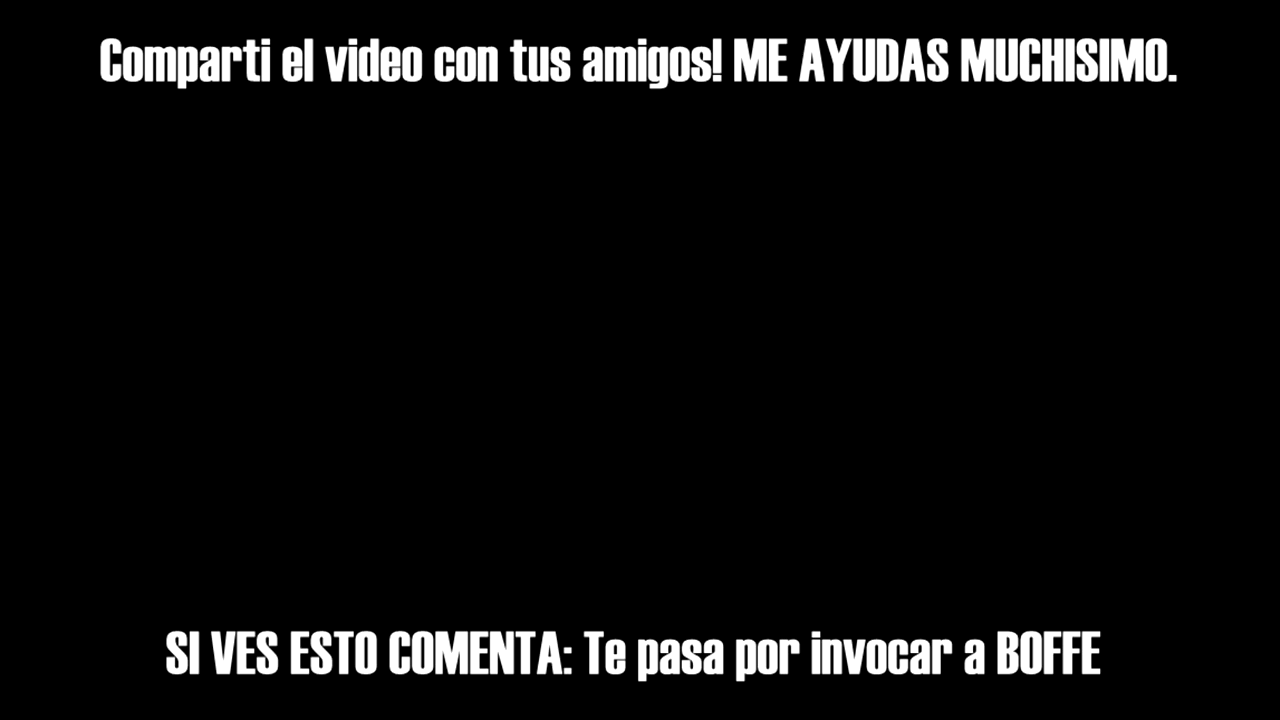 Comparti el video con tus amigos! ME AYUDAS MUCHISIMO.
SI VES ESTO COMENTA: Te pasa por invocar a BOFFE